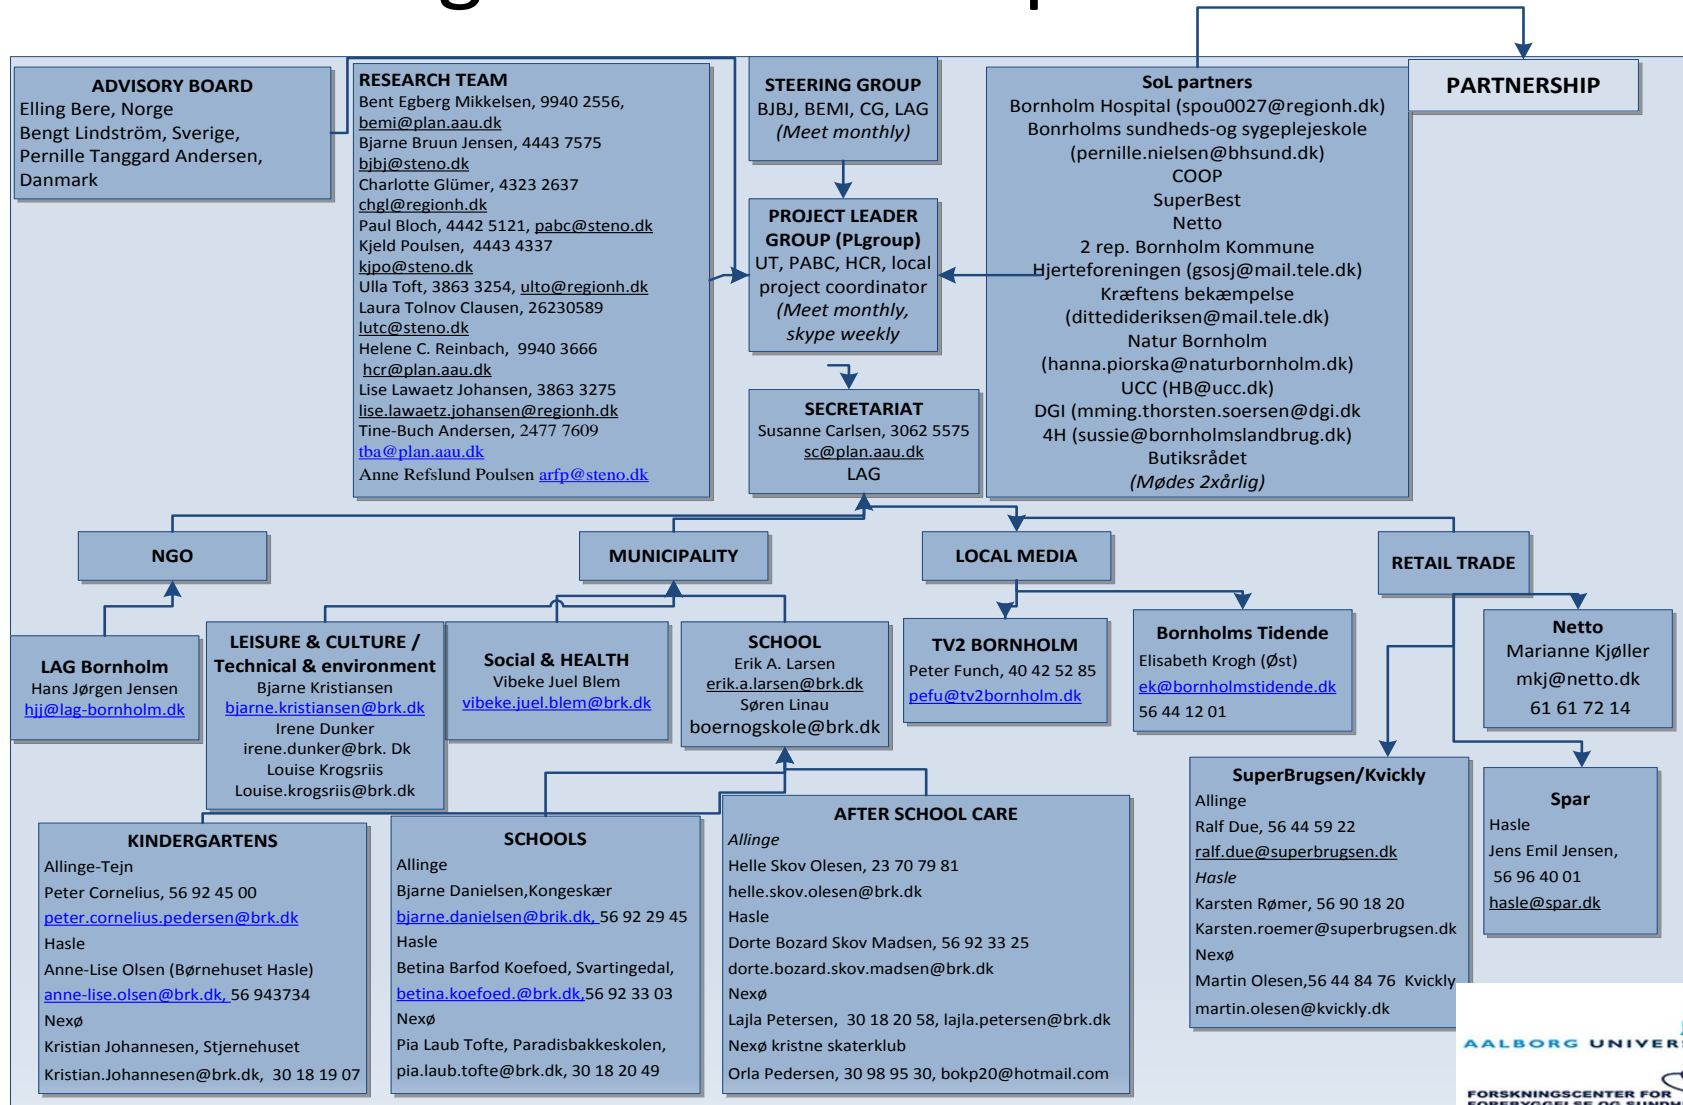 ADVISORY BOARD
Elling Bere, Norge
Bengt Lindström, Sverige,
Pernille Tanggard Andersen,
Danmark
RESEARCH TEAM
Bent Egberg Mikkelsen, 9940 2556,
bemi@plan.aau.dk
Bjarne Bruun Jensen, 4443 7575
bjbj@steno.dk
Charlotte Glümer, 4323 2637
chgl@regionh.dk
Paul Bloch, 4442 5121, pabc@steno.dk
Kjeld Poulsen, 4443 4337
kjpo@steno.dk
Ulla Toft, 3863 3254, ulto@regionh.dk
Laura Tolnov Clausen, 26230589
lutc@steno.dk
Helene C. Reinbach, 9940 3666
hcr@plan.aau.dk
Lise Lawaetz Johansen, 3863 3275
lise.lawaetz.johansen@regionh.dk
Tine-Buch Andersen, 2477 7609
tba@plan.aau.dk
Anne Refslund Poulsen arfp@steno.dk
STEERING GROUP
BJBJ, BEMI, CG, LAG
(Meet monthly)
PROJECT LEADER
GROUP (PLgroup)
UT, PABC, HCR, local
project coordinator
(Meet monthly,
skype weekly
SECRETARIAT
Susanne Carlsen, 3062 5575
sc@plan.aau.dk
LAG
SoL partners
Bornholm Hospital (spou0027@regionh.dk)
Bonrholms sundheds-og sygeplejeskole
(pernille.nielsen@bhsund.dk)
COOP
SuperBest
Netto
2 rep. Bornholm Kommune
Hjerteforeningen (gsosj@mail.tele.dk)
Kræftens bekæmpelse
(dittedideriksen@mail.tele.dk)
Natur Bornholm
(hanna.piorska@naturbornholm.dk)
UCC (HB@ucc.dk)
DGI (mming.thorsten.soersen@dgi.dk
4H (sussie@bornholmslandbrug.dk)
Butiksrådet
(Mødes 2xårlig)
PARTNERSHIP
NGO
MUNICIPALITY
LOCAL MEDIA
RETAIL TRADE
LAG Bornholm
Hans Jørgen Jensen
hjj@lag-bornholm.dk
LEISURE & CULTURE /
Technical & environment
Bjarne Kristiansen
bjarne.kristiansen@brk.dk
Irene Dunker
irene.dunker@brk. Dk
Louise Krogsriis
Louise.krogsriis@brk.dk
Social & HEALTH
Vibeke Juel Blem
vibeke.juel.blem@brk.dk
SCHOOL
Erik A. Larsen
erik.a.larsen@brk.dk
Søren Linau
boernogskole@brk.dk
TV2 BORNHOLM
Peter Funch, 40 42 52 85
pefu@tv2bornholm.dk
Bornholms Tidende
Elisabeth Krogh (Øst)
ek@bornholmstidende.dk
56 44 12 01
Netto
Marianne Kjøller
mkj@netto.dk
61 61 72 14
KINDERGARTENS
Allinge-Tejn
Peter Cornelius, 56 92 45 00
peter.cornelius.pedersen@brk.dk
Hasle
Anne-Lise Olsen (Børnehuset Hasle)
anne-lise.olsen@brk.dk, 56 943734
Nexø
Kristian Johannesen, Stjernehuset
Kristian.Johannesen@brk.dk, 30 18 19 07
SCHOOLS
Allinge
Bjarne Danielsen,Kongeskær
bjarne.danielsen@brik.dk, 56 92 29 45
Hasle
Betina Barfod Koefoed, Svartingedal,
betina.koefoed.@brk.dk,56 92 33 03
Nexø
Pia Laub Tofte, Paradisbakkeskolen,
pia.laub.tofte@brk.dk, 30 18 20 49
AFTER SCHOOL CARE
Allinge
Helle Skov Olesen, 23 70 79 81
helle.skov.olesen@brk.dk
Hasle
Dorte Bozard Skov Madsen, 56 92 33 25
dorte.bozard.skov.madsen@brk.dk
Nexø
Lajla Petersen, 30 18 20 58, lajla.petersen@brk.dk
Nexø kristne skaterklub
Orla Pedersen, 30 98 95 30, bokp20@hotmail.com
SuperBrugsen/Kvickly
Allinge
Ralf Due, 56 44 59 22
ralf.due@superbrugsen.dk
Hasle
Karsten Rømer, 56 90 18 20
Karsten.roemer@superbrugsen.dk
Nexø
Martin Olesen,56 44 84 76 Kvickly
martin.olesen@kvickly.dk
Spar
Hasle
Jens Emil Jensen,
56 96 40 01
hasle@spar.dk
AALBORG UNIVER
FORSKNINGSCENTER FOR